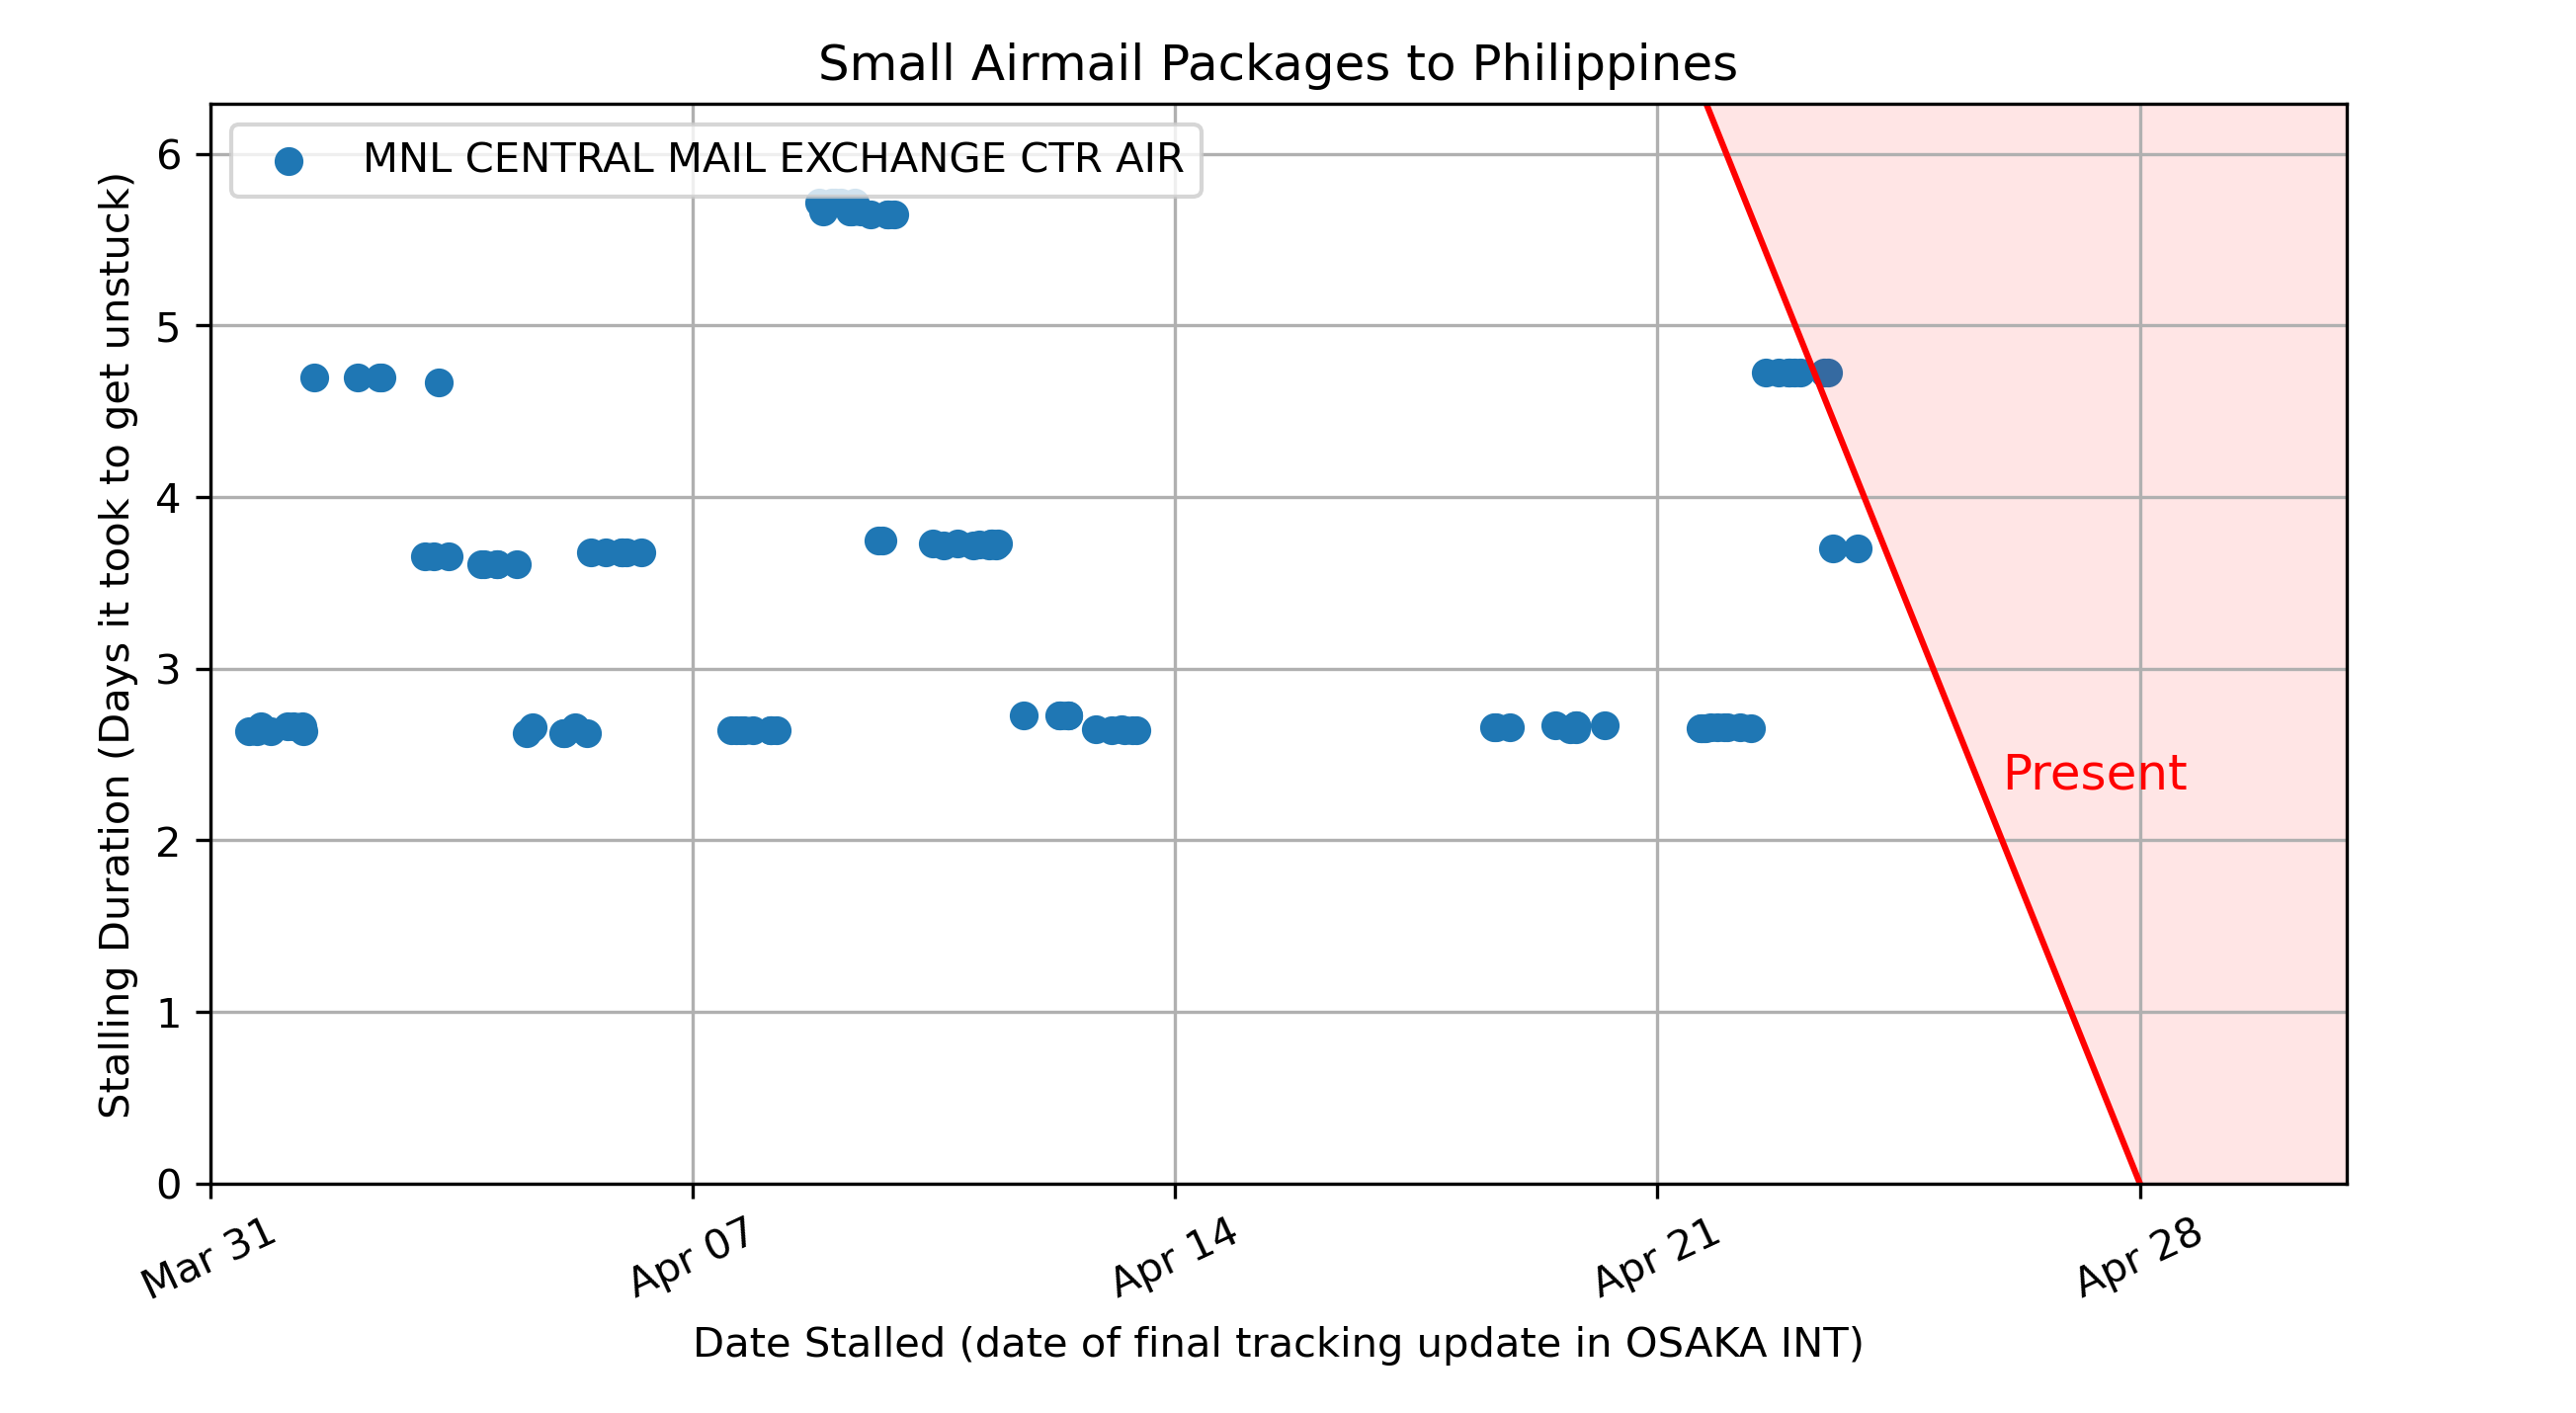 Small Airmail Packages to Philippines
MNL CENTRAL MAIL EXCHANGE CTR AIR
Stalling Duration (Days it took to get unstuck)
6
5
4
3
2
1
0
Present
Mar 31
Apr 07
Apr 14
Apr 21
Apr 28
Date Stalled (date of final tracking update in OSAKA INT)